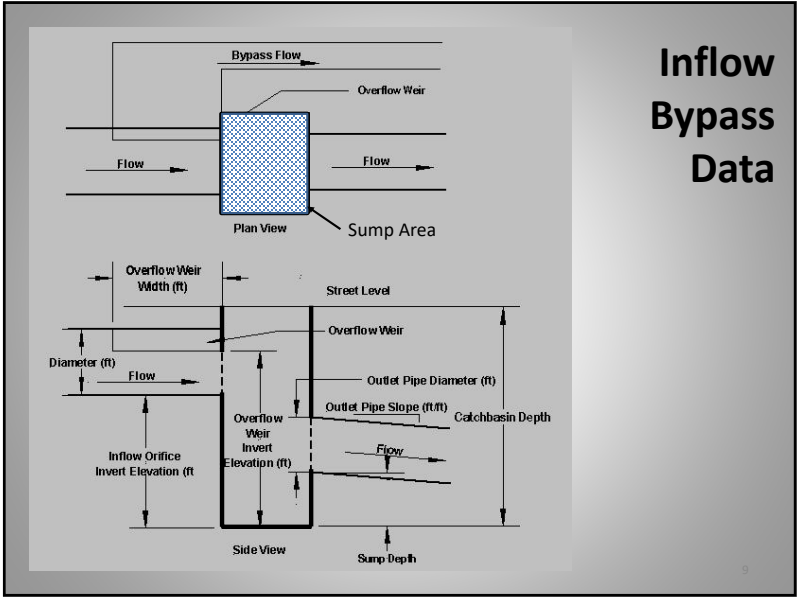 Inflow
Bypass
Data
Bypass Flow
Overflow Weir
Flow
Flow
Plan View
Sump Area
Overflow Weir
Width (ft)
Street Level
Overflow Weir
Diameter (ft)
Flow
Outlet Pipe Diameter (ft)
Outlet Pipe Slope (ft/ft)
Catchbasin Depth
Overflow
Weir
Invert
Elevation (ft)
Flow
Inflow Orifice
Invert Elevation (ft
Side View
Sump Depth
9